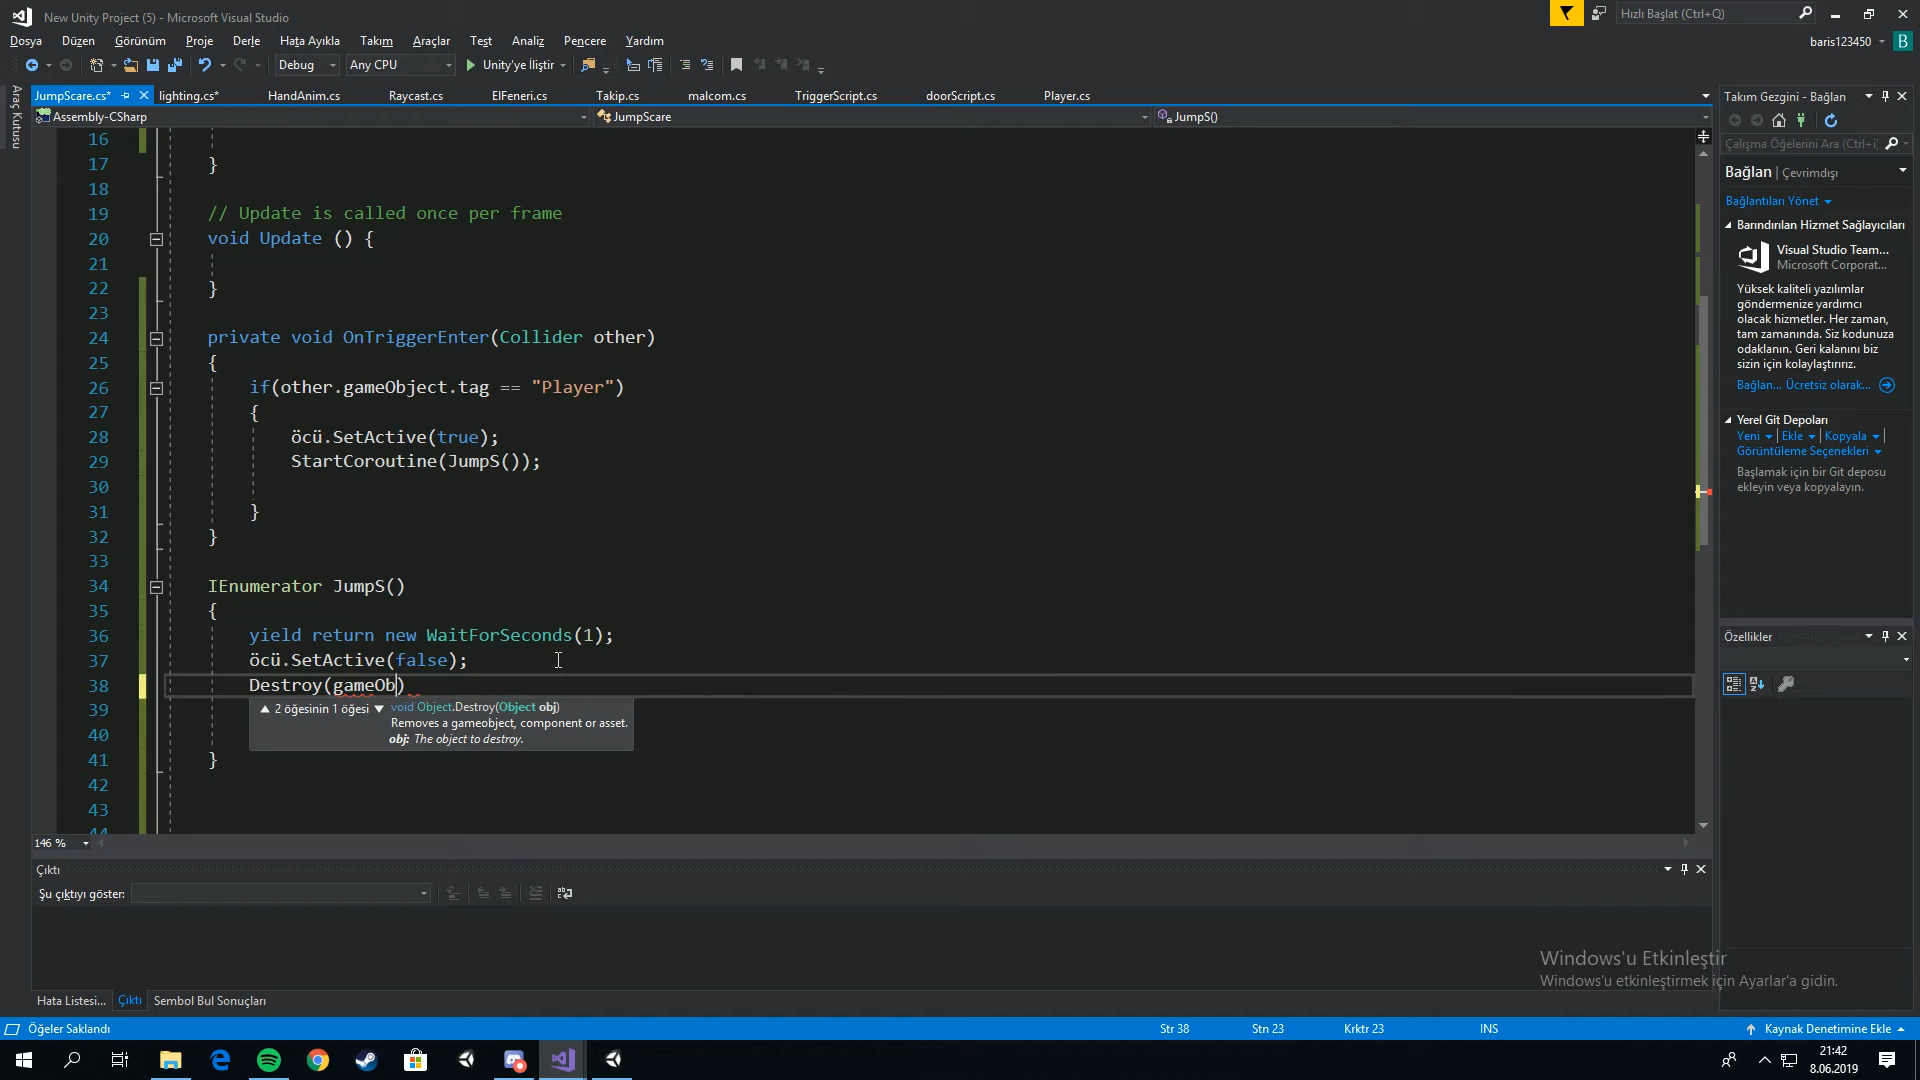 New Unity Project (5) - Microsoft Visual Studio
Hızlı Başlat (Ctrl+Q)
Dosya Düzen Görünüm Proje Derle Hata Ayıkla Takım Araçlar Test Analiz Pencere Yardım
baris123450 B
Debug Any CPU Unity'ye İliştir
Araç Kutusu
JumpScare.cs* lighting.cs* HandAnim.cs Raycast.cs ElFeneri.cs Takip.cs malcom.cs TriggerScript.cs doorScript.cs Player.cs
Assembly-CSharp JumpScare JumpS()
16
17 }
18
19 // Update is called once per frame
20 void Update () {
21
22 }
23
24 private void OnTriggerEnter(Collider other)
25 {
26 if(other.gameObject.tag == "Player")
27 {
28 öcü.SetActive(true);
29 StartCoroutine(JumpS());
30
31 }
32 }
33
34 IEnumerator JumpS()
35 {
36 yield return new WaitForSeconds(1);
37 öcü.SetActive(false);
38 Destroy(gameOb)
39
40
41 }
42
43
44
2 öğesinin 1 öğesi void Object.Destroy(Object obj)
Removes a gameobject, component or asset.
obj: The object to destroy.
146 %
Çıktı
Şu çıktıyı göster:
Hata Listesi... Çıktı Sembol Bul Sonuçları
Takım Gezgini - Bağlan
Çalışma Öğelerini Ara (Ctrl+i
Bağlan | Çevrimdışı
Bağlantıları Yönet
Barındırılan Hizmet Sağlayıcıları
Visual Studio Team...
Microsoft Corporat...
Yüksek kaliteli yazılımlar
göndermenize yardımcı
olacak hizmetler. Her zaman,
tam zamanında. Siz kodunuza
odaklanın. Geri kalanını biz
sizin için kolaylaştırırız.
Bağlan... Ücretsiz olarak...
Yerel Git Depoları
Yeni | Ekle | Kopyala |
Görüntüleme Seçenekleri
Başlamak için bir Git deposu
ekleyin veya kopyalayın.
Özellikler
Windows'u Etkinleştir
Windows'u etkinleştirmek için Ayarlar'a gidin.
Öğeler Saklandı Str 38 Stn 23 Krktr 23 INS Kaynak Denetimine Ekle
21:42
8.06.2019